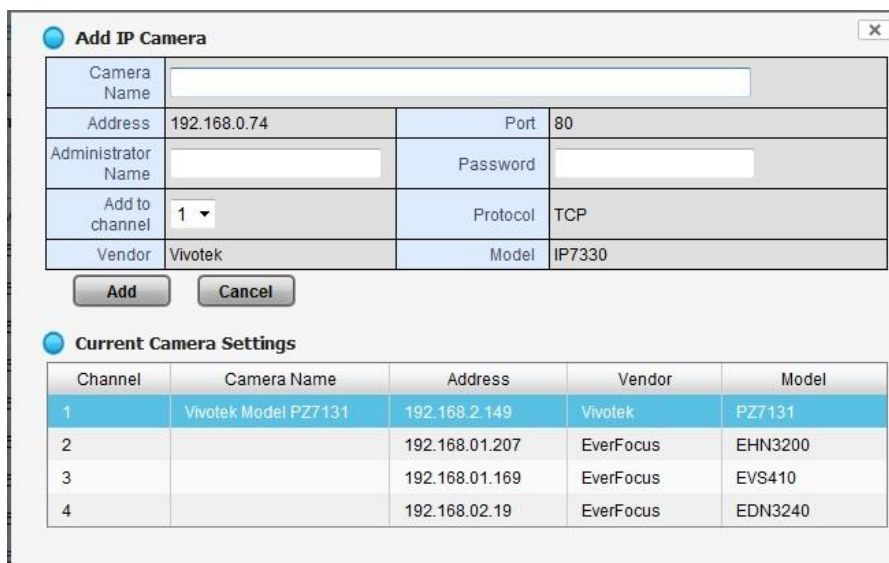 Add IP Camera
Camera Name
Address 192.168.0.74 Port 80
Administrator Name Password
Add to channel 1 Protocol TCP
Vendor Vivotek Model IP7330
Add Cancel
Current Camera Settings
Channel Camera Name Address Vendor Model
1 Vivotek Model PZ7131 192.168.2.149 Vivotek PZ7131
2 192.168.01.207 EverFocus EHN3200
3 192.168.01.169 EverFocus EVS410
4 192.168.02.19 EverFocus EDN3240